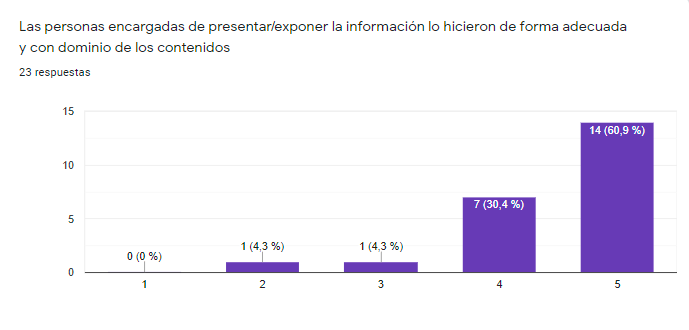 Las personas encargadas de presentar/exponer la información lo hicieron de forma adecuada
y con dominio de los contenidos
23 respuestas
15
10
5
0
0 (0 %)
1 (4,3 %)
1 (4,3 %)
7 (30,4 %)
14 (60,9 %)
1
2
3
4
5